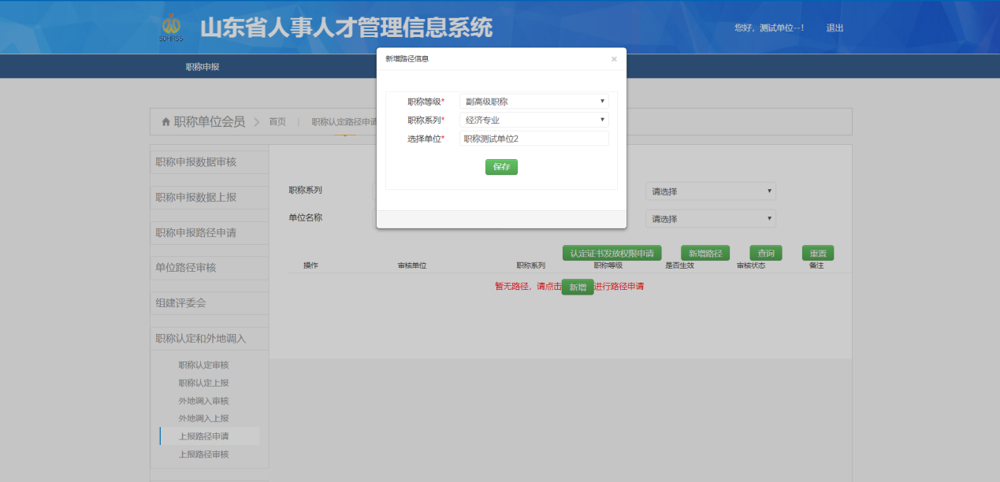 SDHRSS
山东省人事人才管理信息系统
您好，测试单位--！ 退出
职称申报
新增路径信息 ×
职称等级* 副高级职称
职称系列* 经济专业
选择单位* 职称测试单位2
保存
职称单位会员 首页 | 职称认定路径申请
职称申报数据审核
职称申报数据上报
职称申报路径申请
单位路径审核
组建评委会
职称认定和外地调入
职称认定审核
职称认定上报
外地调入审核
外地调入上报
上报路径申请
上报路径审核
职称系列 请选择
单位名称 请选择
认定证书发放权限申请 新增路径 查询 重置
操作 审核单位 职称系列 职称等级 是否生效 审核状态 备注
暂无路径，请点击 新增 进行路径申请